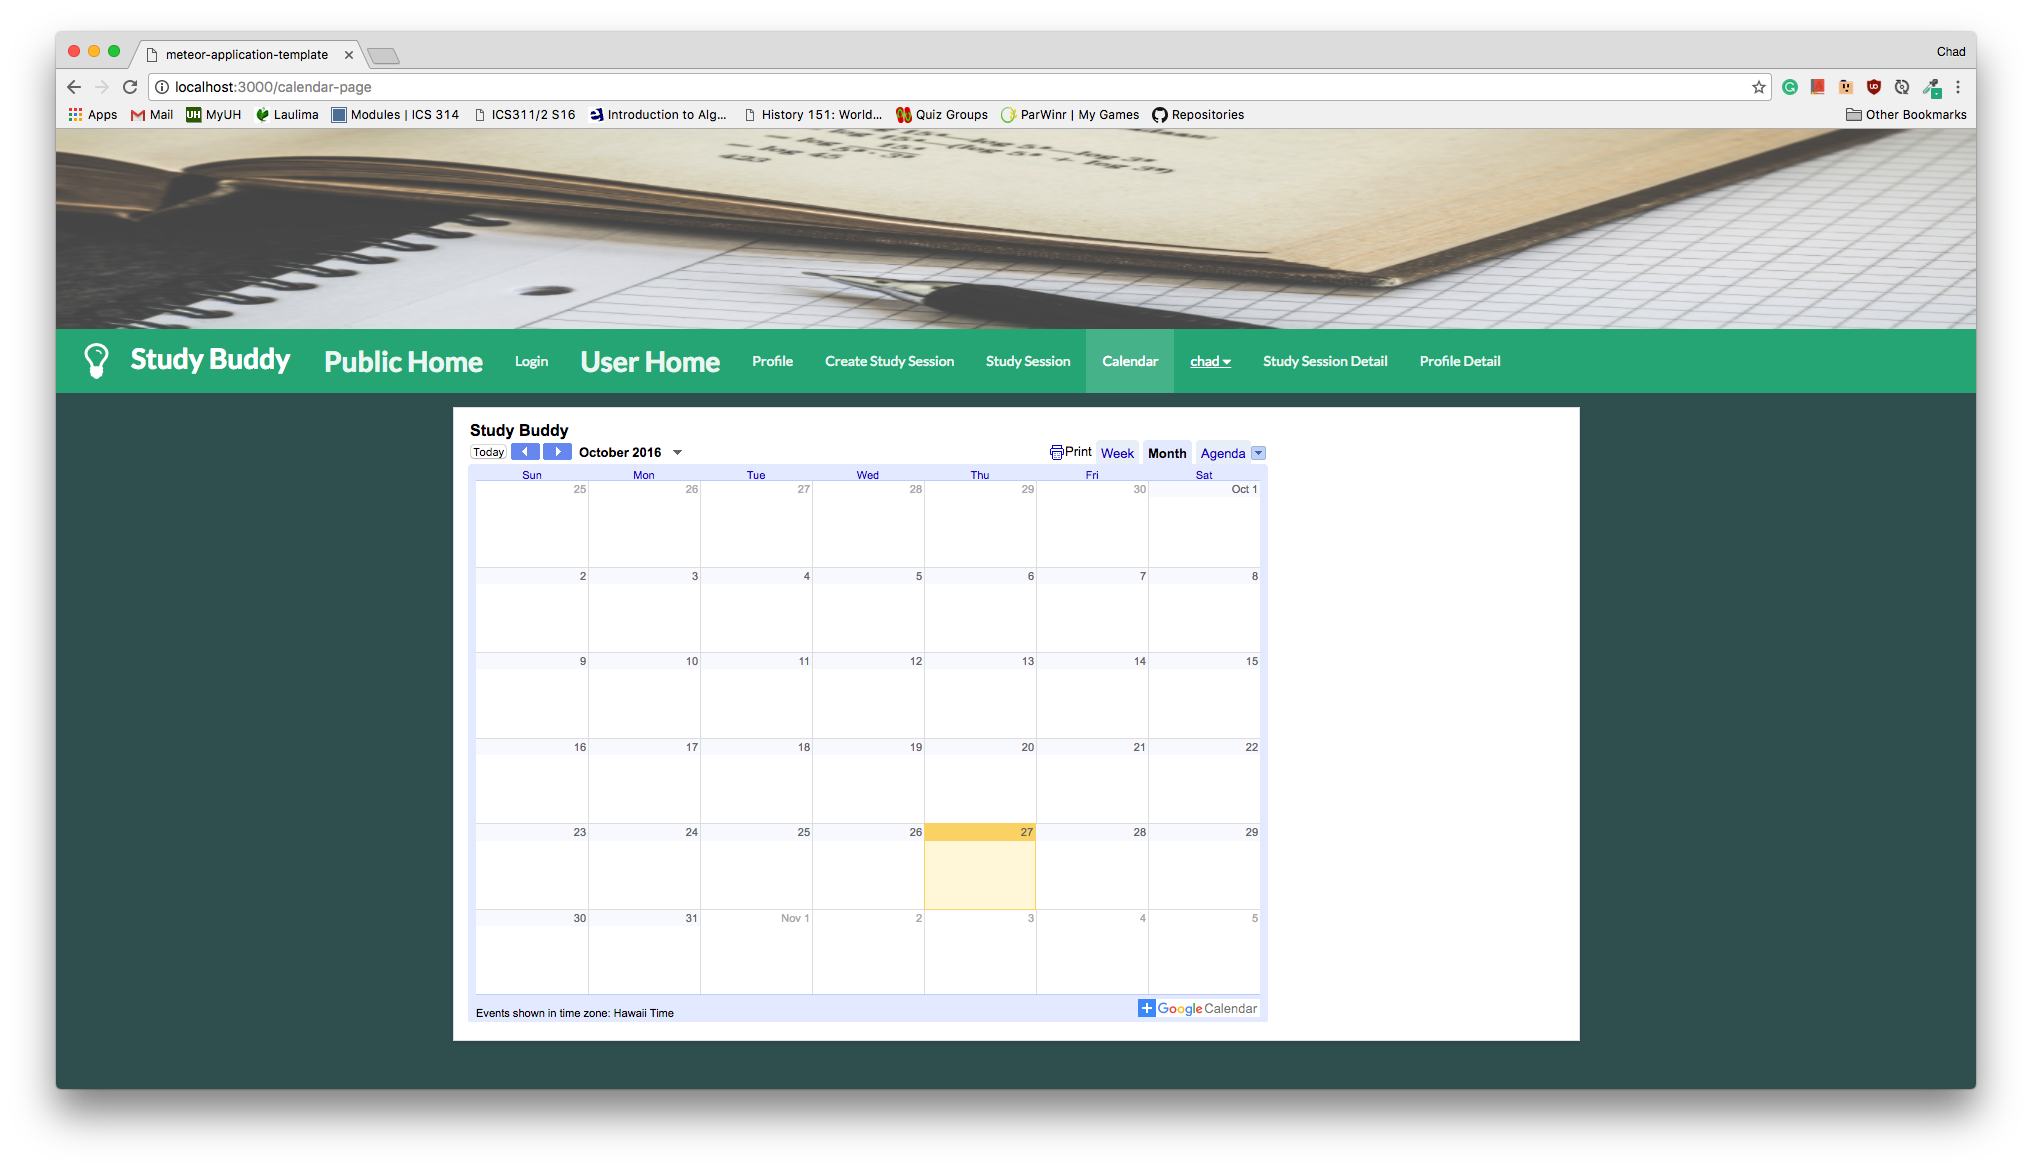 meteor-application-template
Chad
localhost:3000/calendar-page
Apps Mail MyUH Laulima Modules | ICS 314 ICS311/2 S16 Introduction to Alg... History 151: World... Quiz Groups ParWinr | My Games Repositories Other Bookmarks
Study Buddy Public Home Login User Home Profile Create Study Session Study Session Calendar chad Study Session Detail Profile Detail
Study Buddy
Today October 2016 Print Week Month Agenda
Sun Mon Tue Wed Thu Fri Sat
25 26 27 28 29 30 Oct 1
2 3 4 5 6 7 8
9 10 11 12 13 14 15
16 17 18 19 20 21 22
23 24 25 26 27 28 29
30 31 Nov 1 2 3 4 5
Events shown in time zone: Hawaii Time
Google Calendar